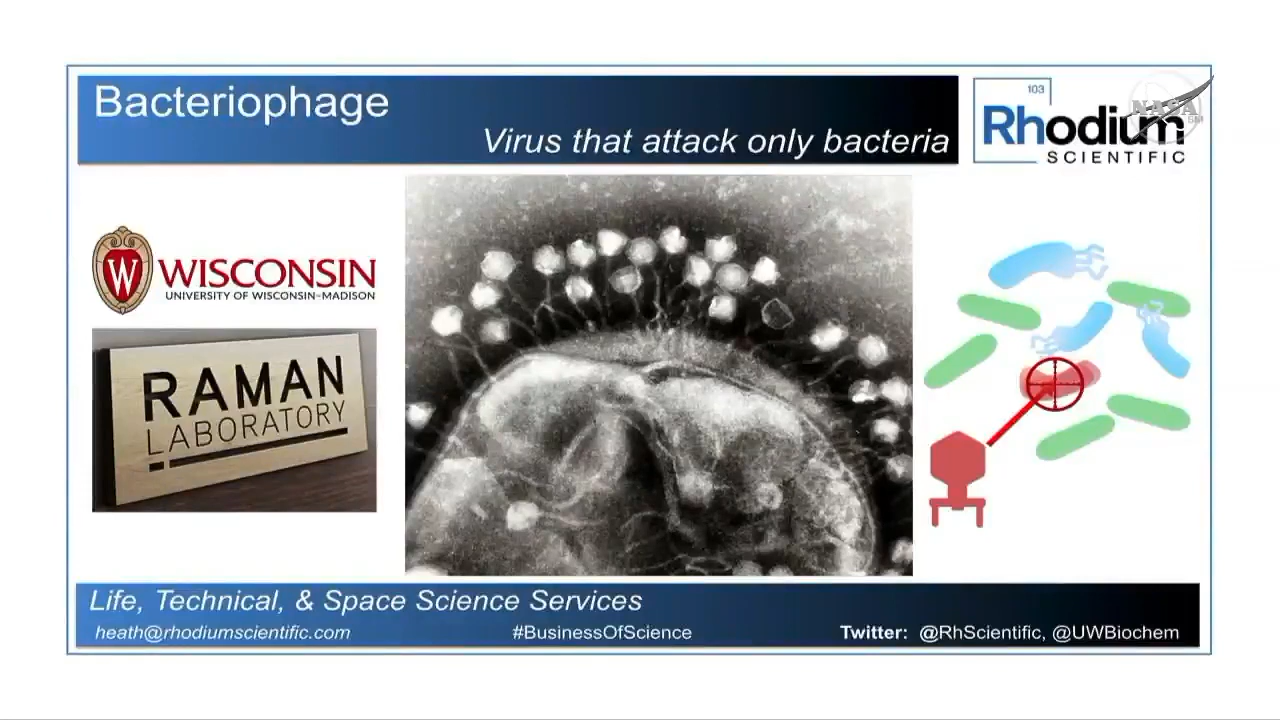 Bacteriophage
Virus that attack only bacteria
103
Rhodium
SCIENTIFIC
NASA
W
WISCONSIN
UNIVERSITY OF WISCONSIN–MADISON
RAMAN
LABORATORY
Life, Technical, & Space Science Services
heath@rhodiumscientific.com
#BusinessOfScience
Twitter: @RhScientific, @UWBiochem